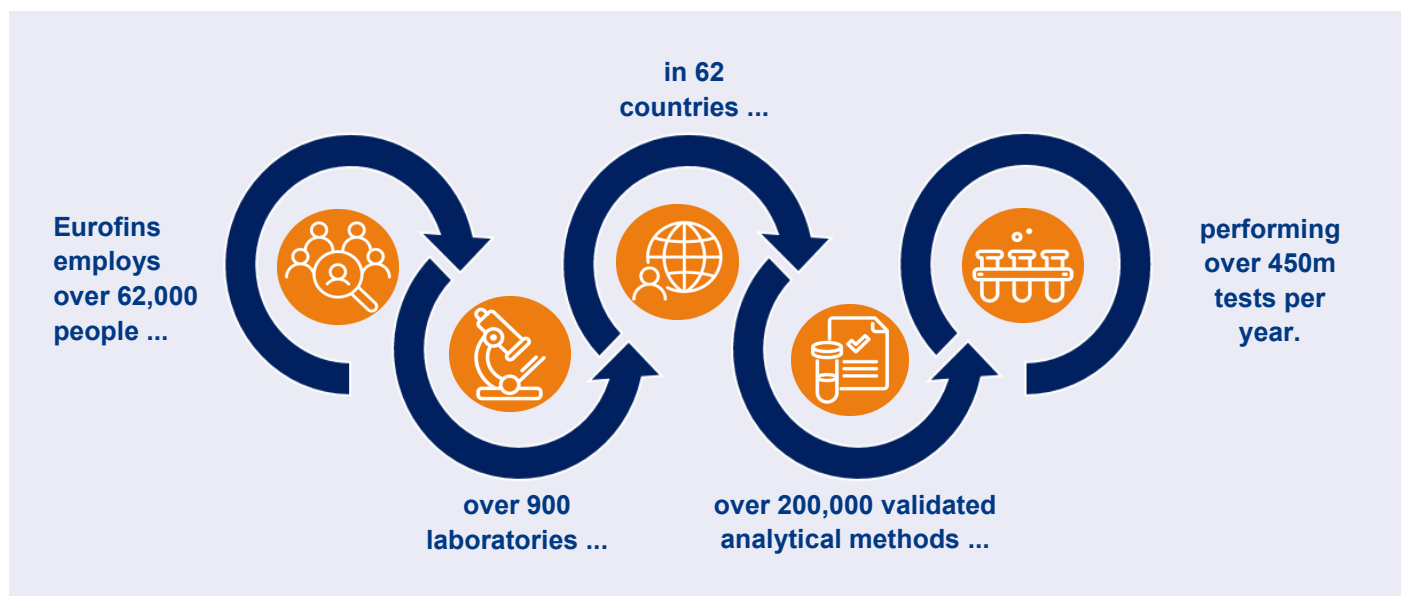 Eurofins
employs
over 62,000
people ...
over 900
laboratories ...
in 62
countries ...
over 200,000 validated
analytical methods ...
performing
over 450m
tests per
year.